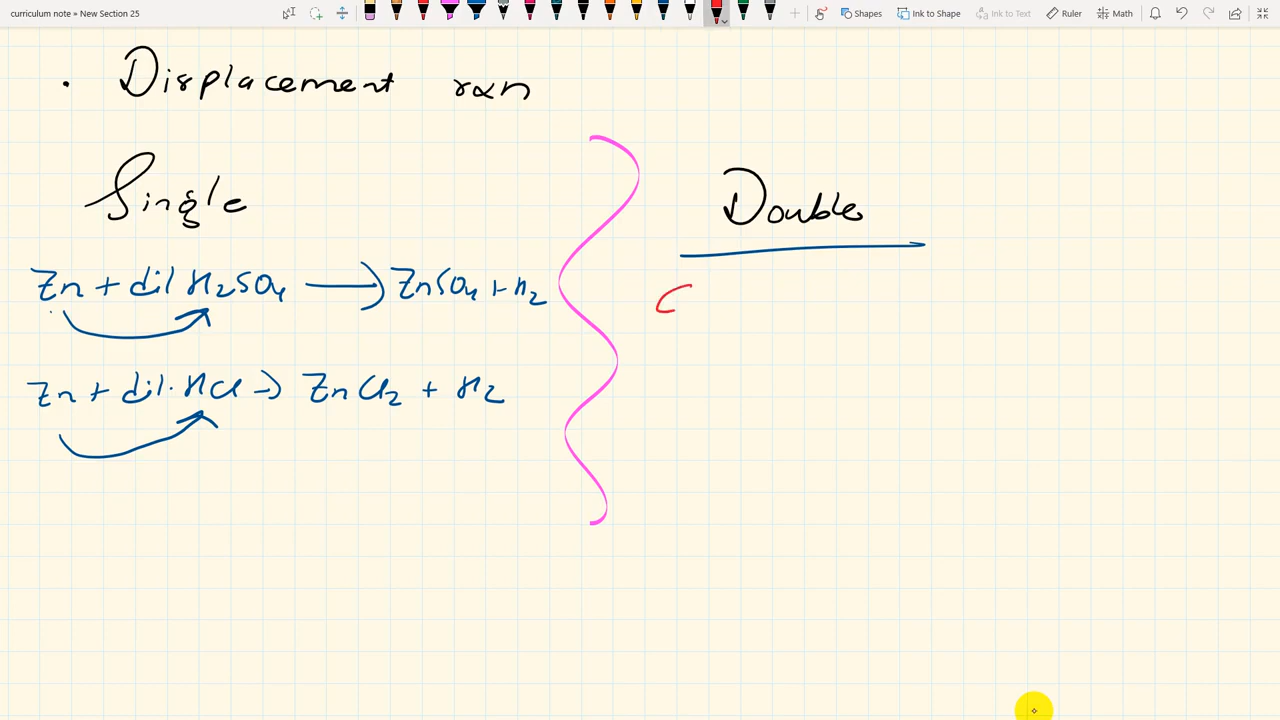 curriculum note » New Section 25
Shapes Ink to Shape Ink to Text Ruler Math
· Displacement rxn
Single
Double
Zn + dil H2SO4 → ZnSO4 + H2
C
Zn + dil. HCl → ZnCl2 + H2